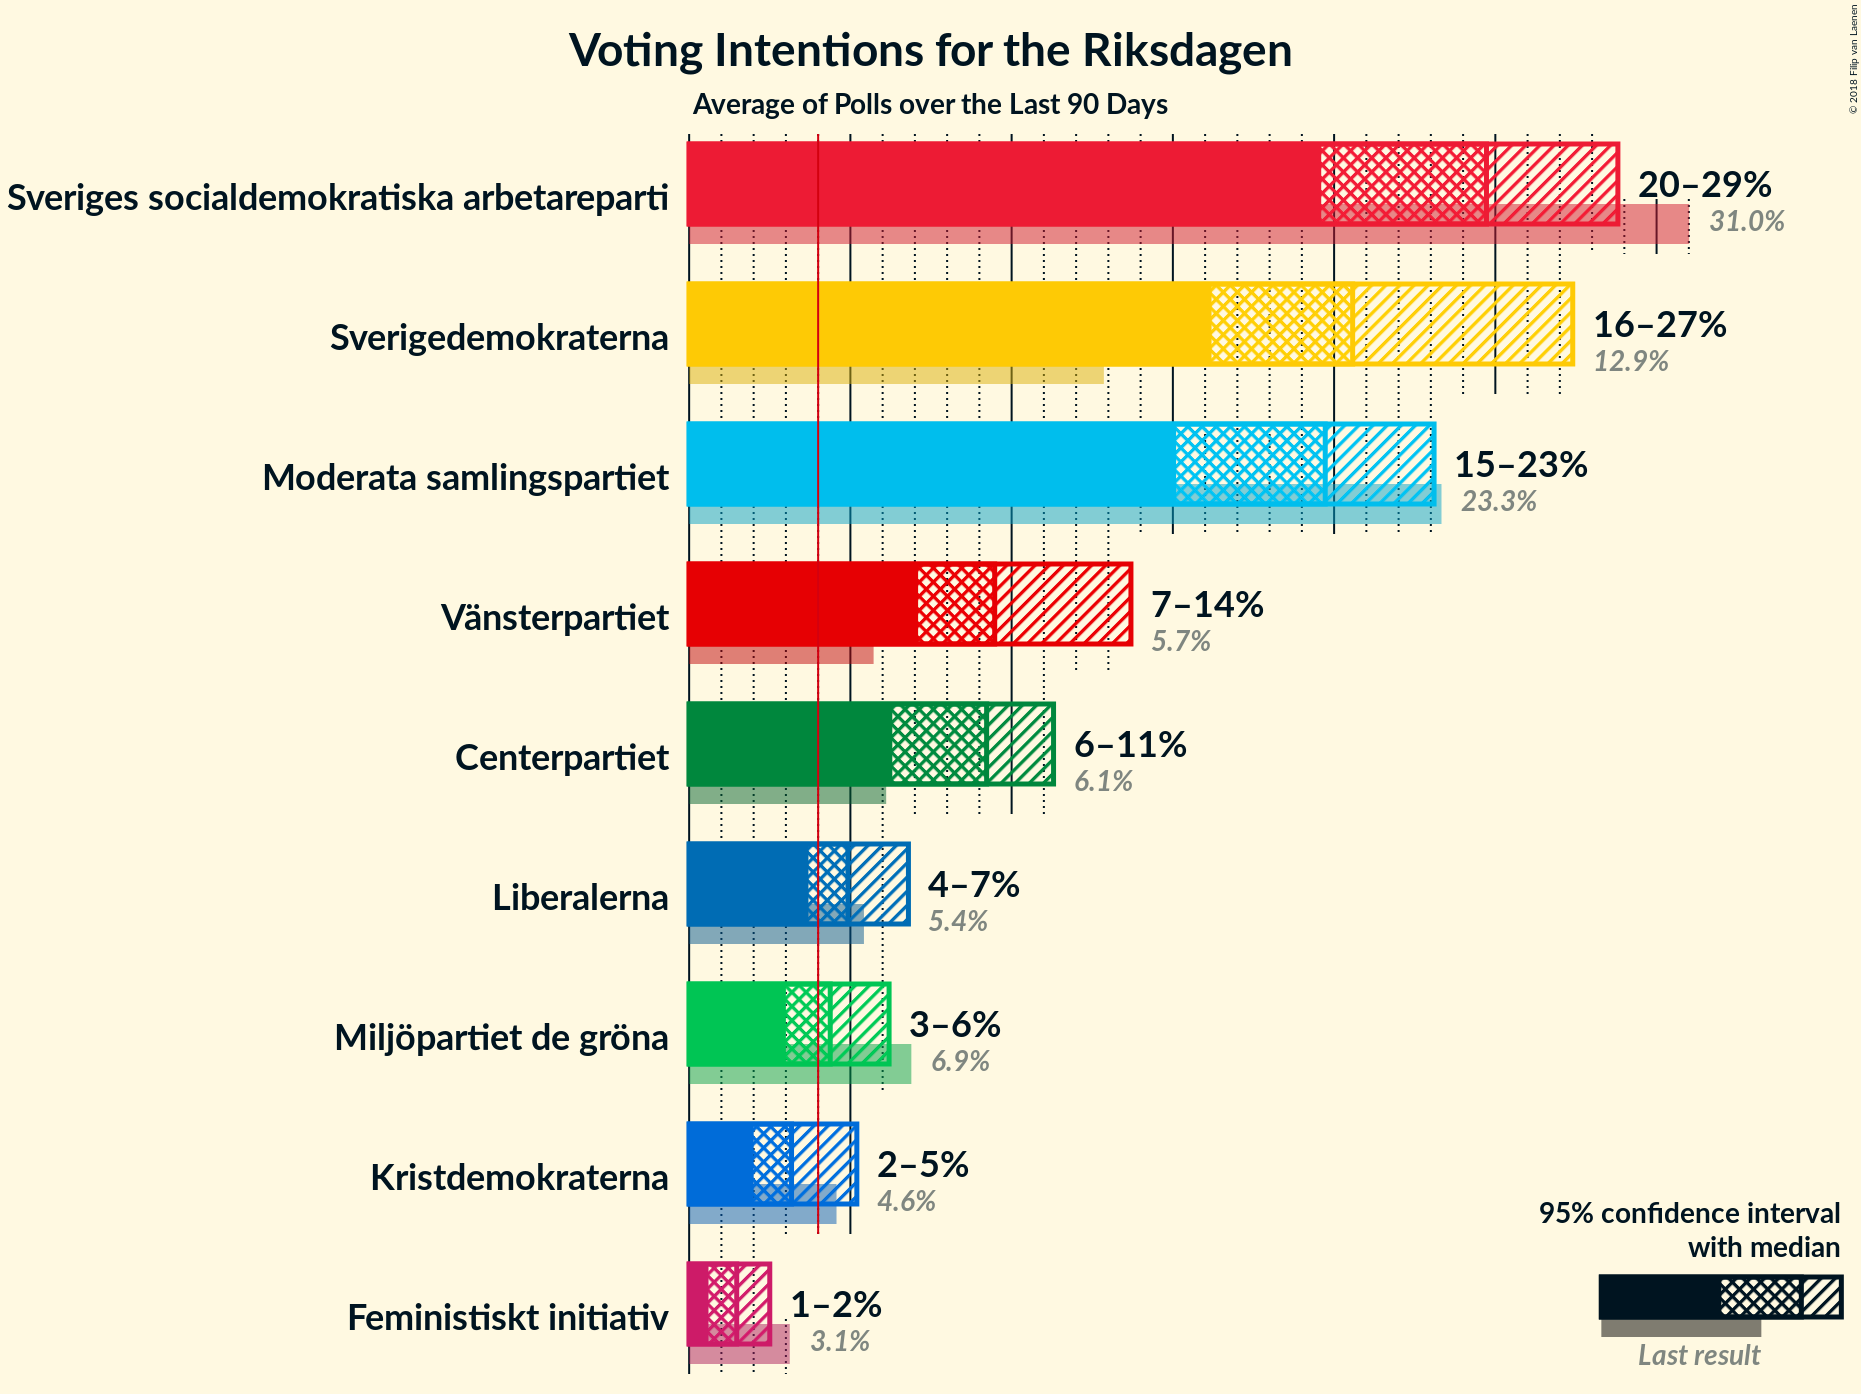 Voting Intentions for the Riksdagen
Average of Polls over the Last 90 Days
© 2018 Filip van Laenen
Sveriges socialdemokratiska arbetareparti
20–29%
31.0%
Sverigedemokraterna
16–27%
12.9%
Moderata samlingspartiet
15–23%
23.3%
Vänsterpartiet
7–14%
5.7%
Centerpartiet
6–11%
6.1%
Liberalerna
4–7%
5.4%
Miljöpartiet de gröna
3–6%
6.9%
Kristdemokraterna
2–5%
4.6%
Feministiskt initiativ
1–2%
3.1%
95% confidence interval
with median
Last result